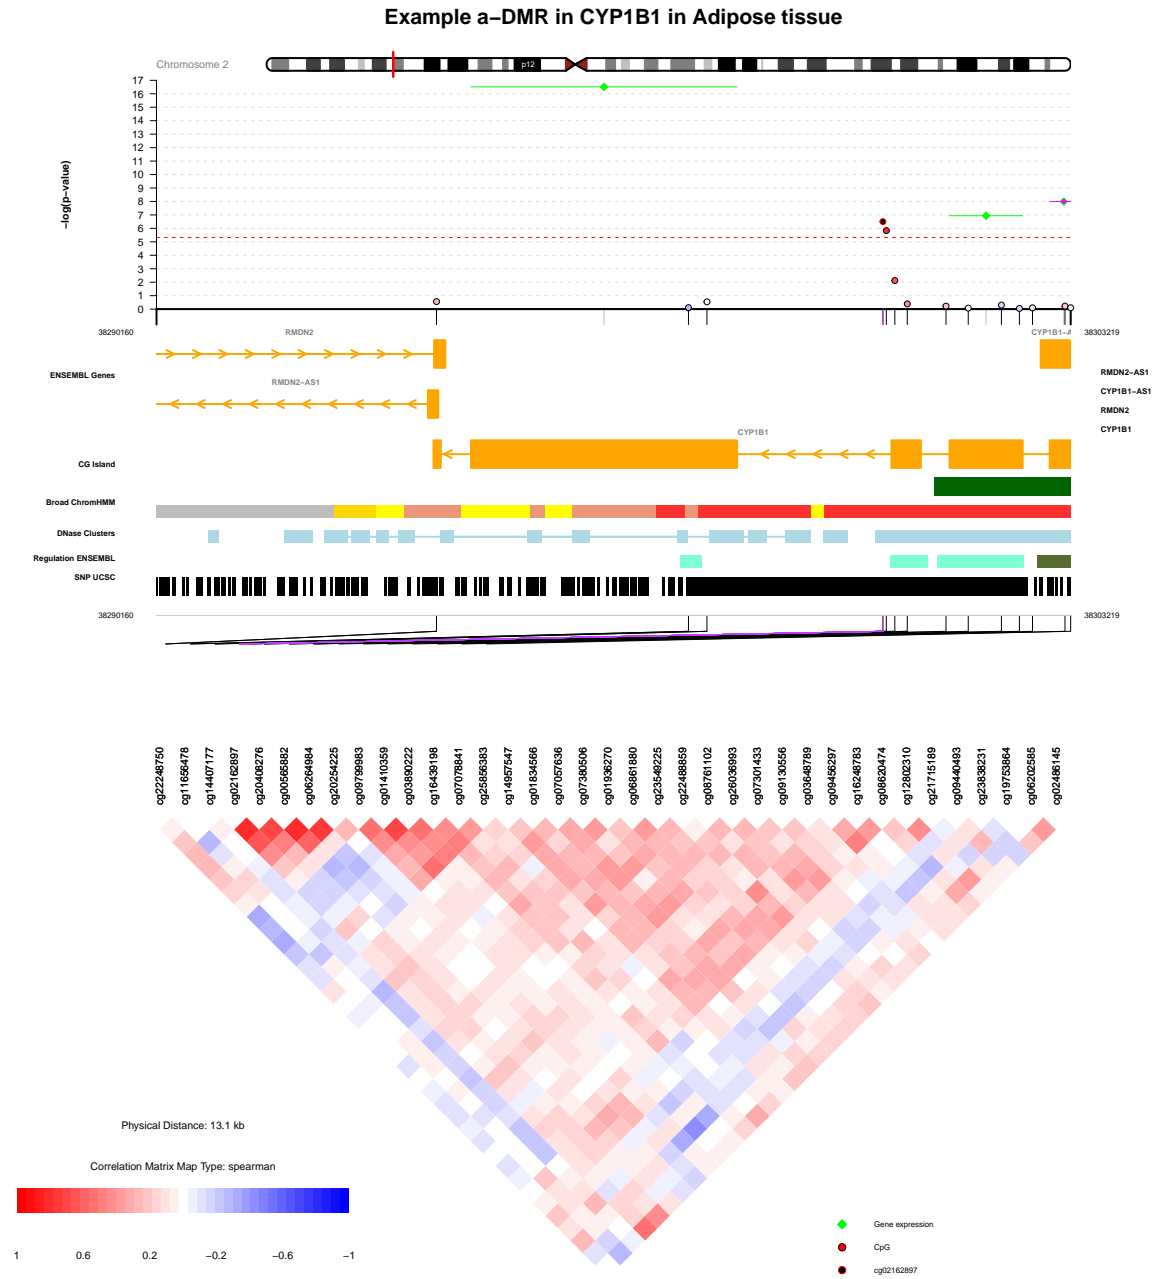 Example a−DMR in CYP1B1 in Adipose tissue
Chromosome 2
p12
−log(p−value)
17
16
15
14
13
12
11
10
9
8
7
6
5
4
3
2
1
0
38290160
38303219
RMDN2
CYP1B1−A
ENSEMBL Genes
RMDN2−AS1
RMDN2−AS1
CYP1B1−AS1
RMDN2
CYP1B1
CYP1B1
CG Island
Broad ChromHMM
DNase Clusters
Regulation ENSEMBL
SNP UCSC
38290160
38303219
cg22248750
cg11656478
cg14407177
cg02162897
cg20408276
cg00565882
cg06264984
cg20254225
cg09799983
cg01410359
cg03890222
cg16439198
cg07078841
cg25856383
cg14957547
cg01834566
cg07057636
cg07380506
cg01936270
cg06861880
cg23548225
cg22488859
cg08761102
cg26036993
cg07301433
cg09130556
cg03648789
cg09456297
cg16248783
cg08620474
cg12802310
cg21715189
cg09440493
cg23838231
cg19753864
cg06202585
cg02486145
Physical Distance: 13.1 kb
Correlation Matrix Map Type: spearman
1 0.6 0.2 −0.2 −0.6 −1
Gene expression
CpG
cg02162897